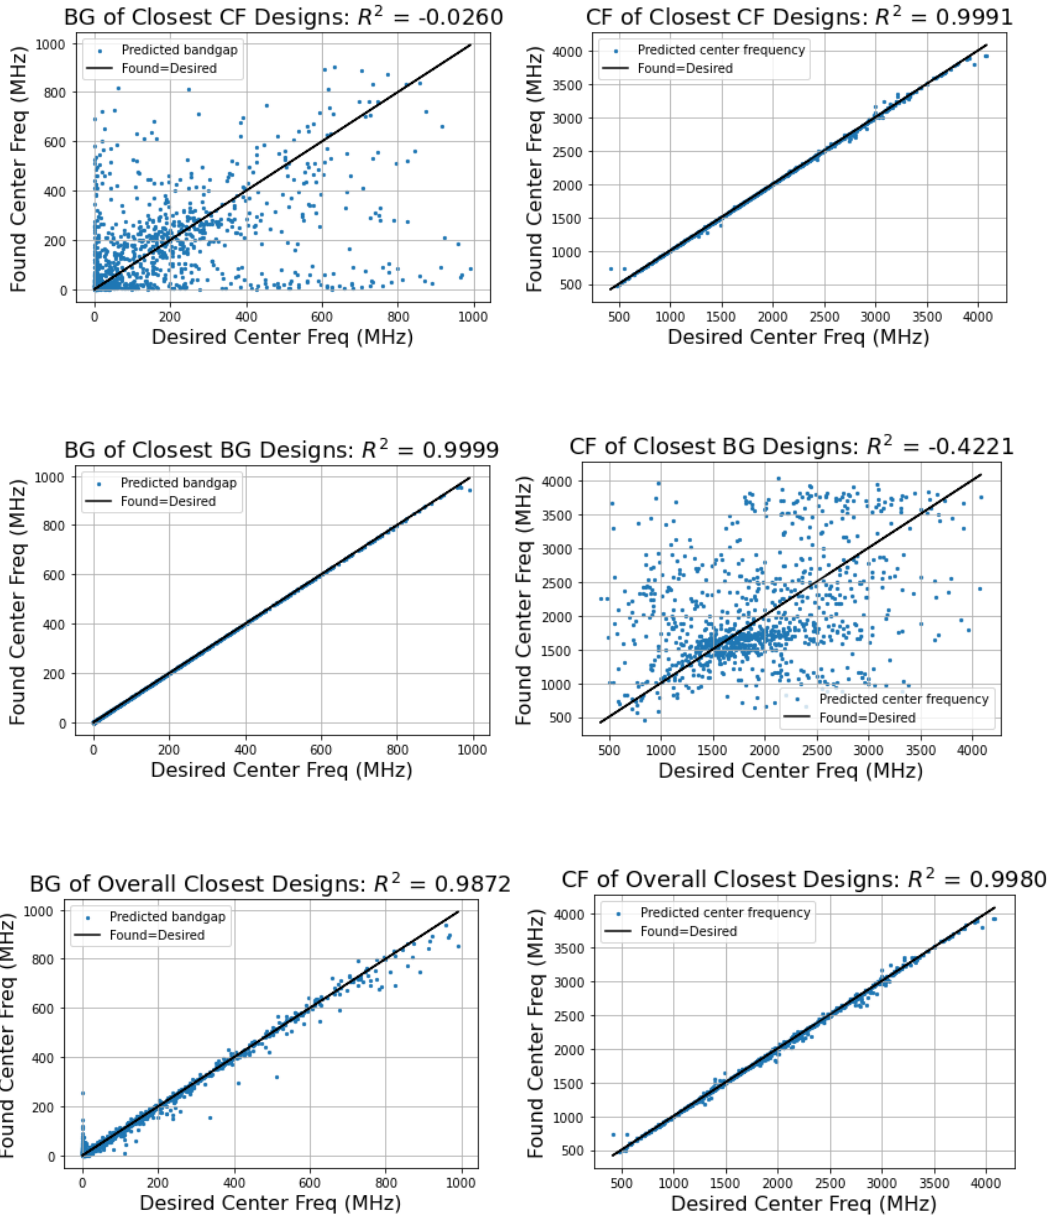 BG of Closest CF Designs: R² = -0.0260
Found Center Freq (MHz)
1000
800
600
400
200
0
Predicted bandgap
Found=Desired
0 200 400 600 800 1000
Desired Center Freq (MHz)
CF of Closest CF Designs: R² = 0.9991
Found Center Freq (MHz)
4000
3500
3000
2500
2000
1500
1000
500
Predicted center frequency
Found=Desired
500 1000 1500 2000 2500 3000 3500 4000
Desired Center Freq (MHz)
BG of Closest BG Designs: R² = 0.9999
Found Center Freq (MHz)
1000
800
600
400
200
0
Predicted bandgap
Found=Desired
0 200 400 600 800 1000
Desired Center Freq (MHz)
CF of Closest BG Designs: R² = -0.4221
Found Center Freq (MHz)
4000
3500
3000
2500
2000
1500
1000
500
Predicted center frequency
Found=Desired
500 1000 1500 2000 2500 3000 3500 4000
Desired Center Freq (MHz)
BG of Overall Closest Designs: R² = 0.9872
Found Center Freq (MHz)
1000
800
600
400
200
0
Predicted bandgap
Found=Desired
0 200 400 600 800 1000
Desired Center Freq (MHz)
CF of Overall Closest Designs: R² = 0.9980
Found Center Freq (MHz)
4000
3500
3000
2500
2000
1500
1000
500
Predicted center frequency
Found=Desired
500 1000 1500 2000 2500 3000 3500 4000
Desired Center Freq (MHz)